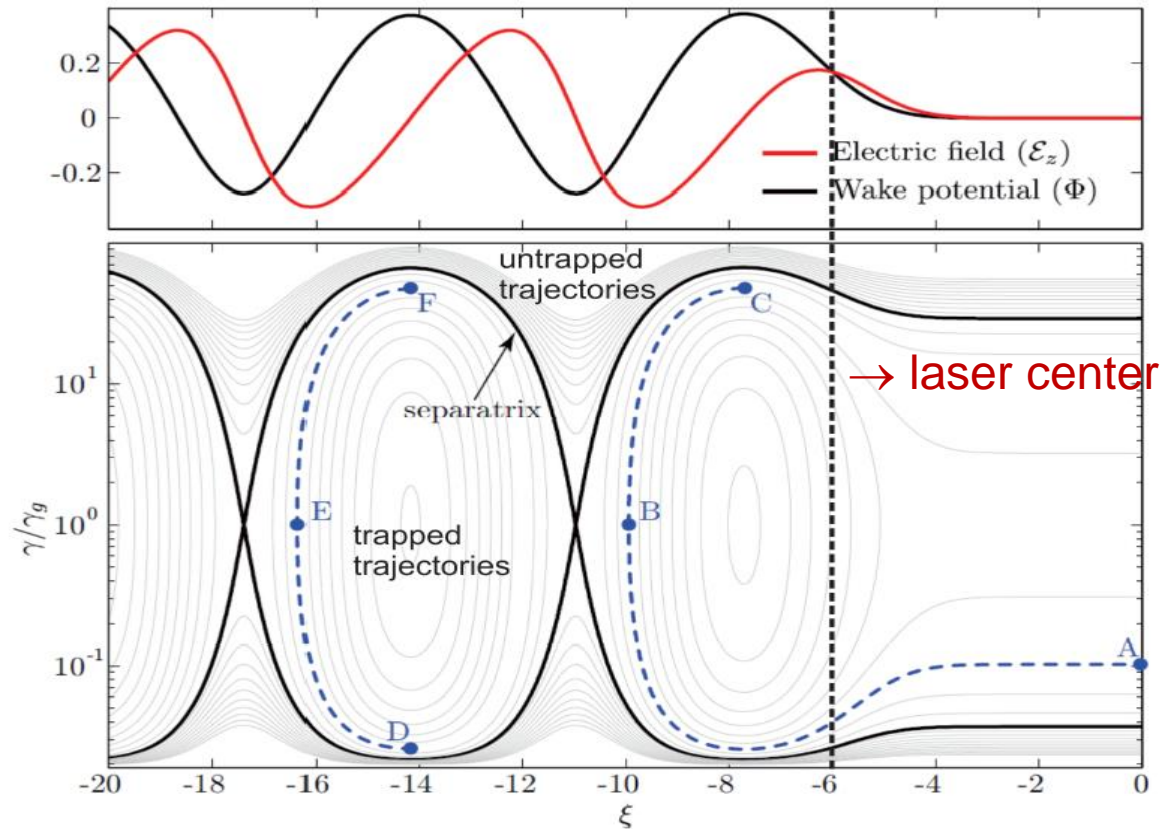 0.2
0
-0.2
Electric field (ℰz)
Wake potential (Φ)
untrapped
trajectories
F
C
→ laser center
separatrix
10¹
γ/γg
10⁰
E
B
trapped
trajectories
10⁻¹
A
D
-20 -18 -16 -14 -12 -10 -8 -6 -4 -2 0
ξ